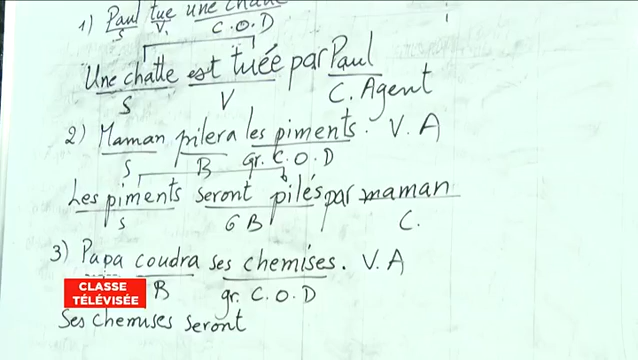 1) Paul tue une chatte
S V. C.O.D
Une chatte est tuée par Paul
S V C. Agent
2) Maman pilera les piments. V.A
S B gr. C.O.D
Les piments seront pilés par maman
S GB C.
3) Papa coudra ses chemises. V.A
B gr. C.O.D
Ses chemises seront
CLASSE
TÉLÉVISÉE